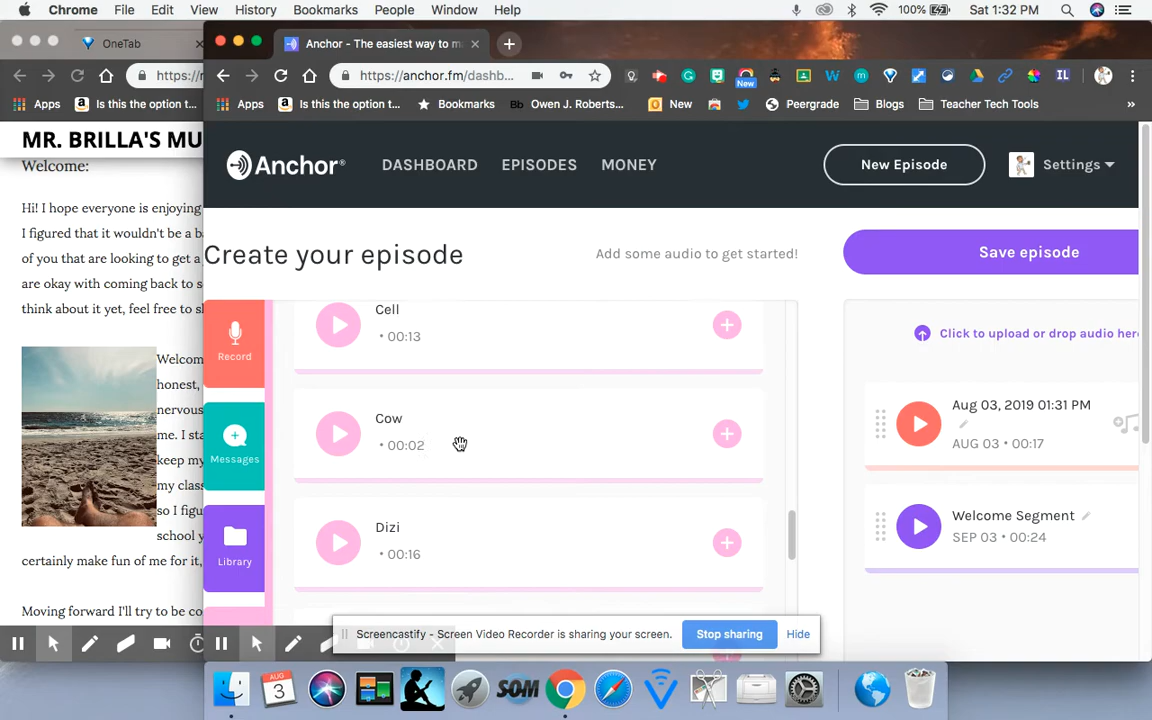 Chrome File Edit View History Bookmarks People Window Help 100% Sat 1:32 PM
OneTab
Anchor - The easiest way to m
https://
https://anchor.fm/dashb...
New
Apps Is this the option t
Apps Is this the option t... Bookmarks Bb Owen J. Roberts... New Peergrade Blogs Teacher Tech Tools »
MR. BRILLA'S MU
Welcome:
Hi! I hope everyone is enjoying
I figured that it wouldn't be a b
of you that are looking to get a
are okay with coming back to s
think about it yet, feel free to s
Welcom
honest,
nervous
me. I sta
keep my
my class
so I figu
school y
certainly make fun of me for it,
Moving forward I'll try to be co
Anchor®
DASHBOARD EPISODES MONEY
New Episode
Settings
Create your episode
Add some audio to get started!
Save episode
Record
Messages
Library
Cell
• 00:13
Cow
• 00:02
Dizi
• 00:16
Click to upload or drop audio here
Aug 03, 2019 01:31 PM
AUG 03 • 00:17
Welcome Segment
SEP 03 • 00:24
Screencastify - Screen Video Recorder is sharing your screen. Stop sharing Hide
AUG
3
SOM